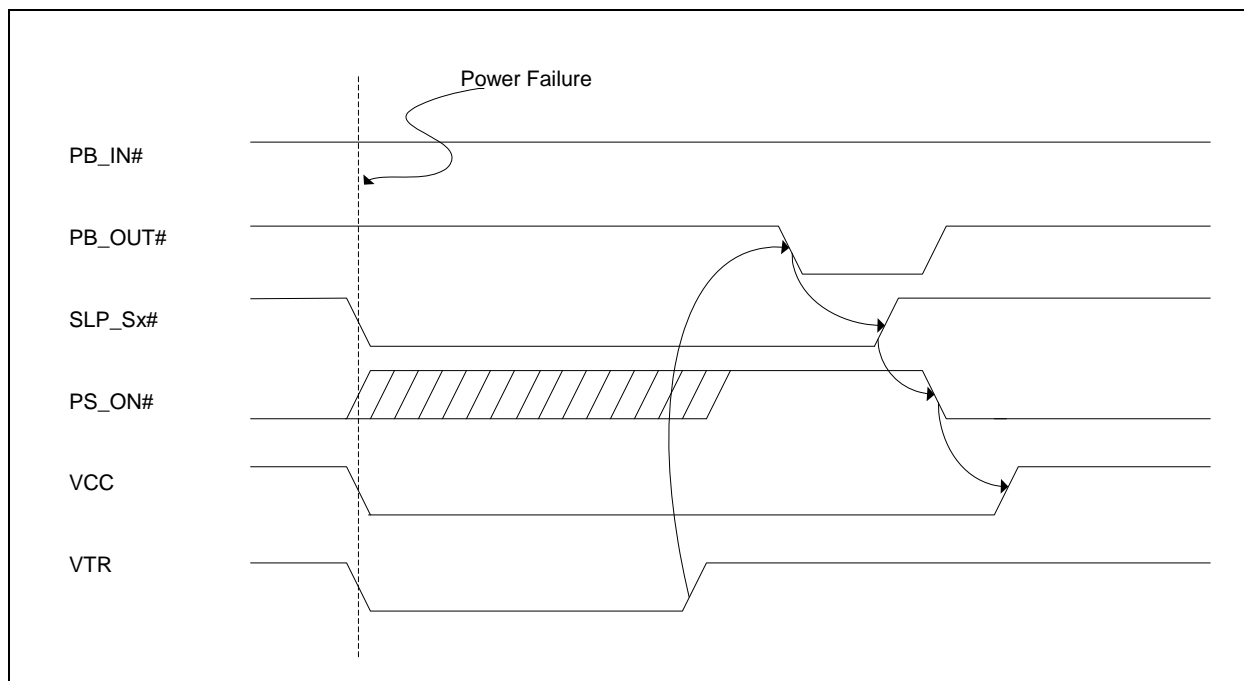 Power Failure
PB_IN#
PB_OUT#
SLP_Sx#
PS_ON#
VCC
VTR